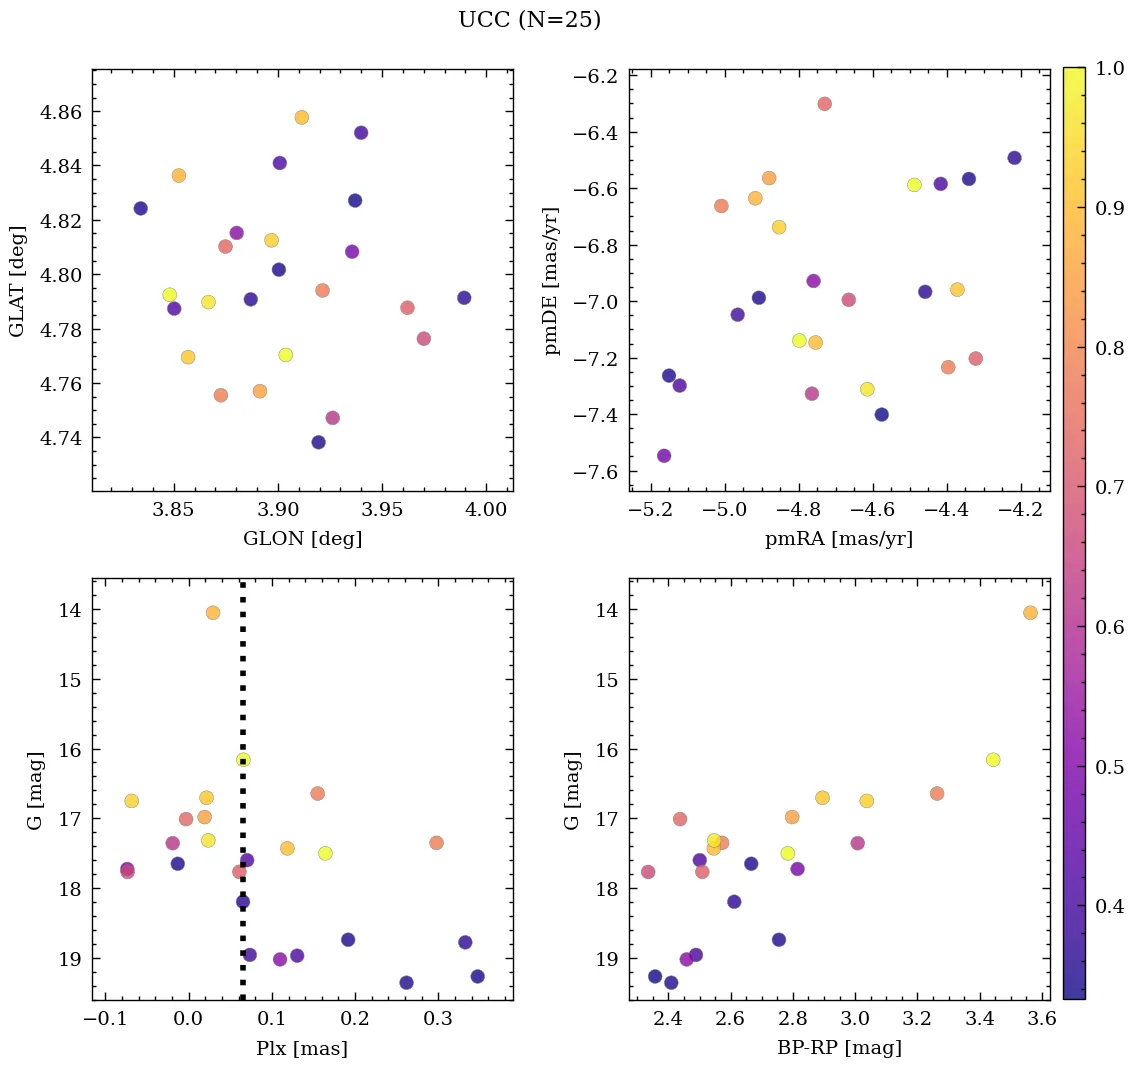 UCC (N=25)
4.86
4.84
4.82
4.80
4.78
4.76
4.74
GLAT [deg]
3.85 3.90 3.95 4.00
GLON [deg]
−6.2
−6.4
−6.6
−6.8
−7.0
−7.2
−7.4
−7.6
pmDE [mas/yr]
−5.2 −5.0 −4.8 −4.6 −4.4 −4.2
pmRA [mas/yr]
1.0
0.9
0.8
0.7
0.6
0.5
0.4
14
15
16
17
18
19
G [mag]
−0.1 0.0 0.1 0.2 0.3
Plx [mas]
14
15
16
17
18
19
G [mag]
2.4 2.6 2.8 3.0 3.2 3.4 3.6
BP-RP [mag]